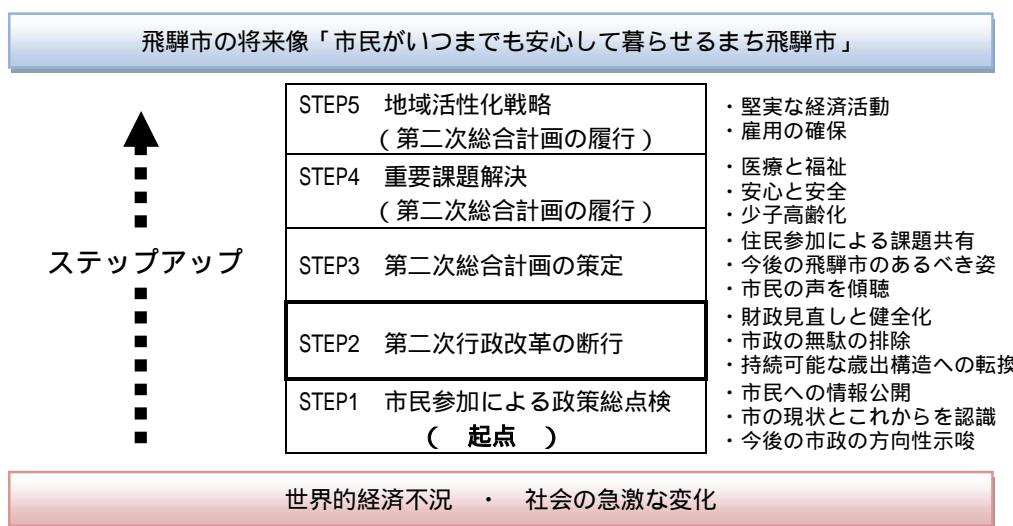 飛騨市の将来像「市民がいつまでも安心して暮らせるまち飛騨市」
STEP5 地域活性化戦略
(第二次総合計画の履行)
・堅実な経済活動
・雇用の確保
STEP4 重要課題解決
(第二次総合計画の履行)
・医療と福祉
・安心と安全
・少子高齢化
ステップアップ
STEP3 第二次総合計画の策定
・住民参加による課題共有
・今後の飛騨市のあるべき姿
・市民の声を傾聴
STEP2 第二次行政改革の断行
・財政見直しと健全化
・市政の無駄の排除
・持続可能な歳出構造への転換
STEP1 市民参加による政策総点検
( 起点 )
・市民への情報公開
・市の現状とこれからを認識
・今後の市政の方向性示唆
世界的経済不況 ・ 社会の急激な変化